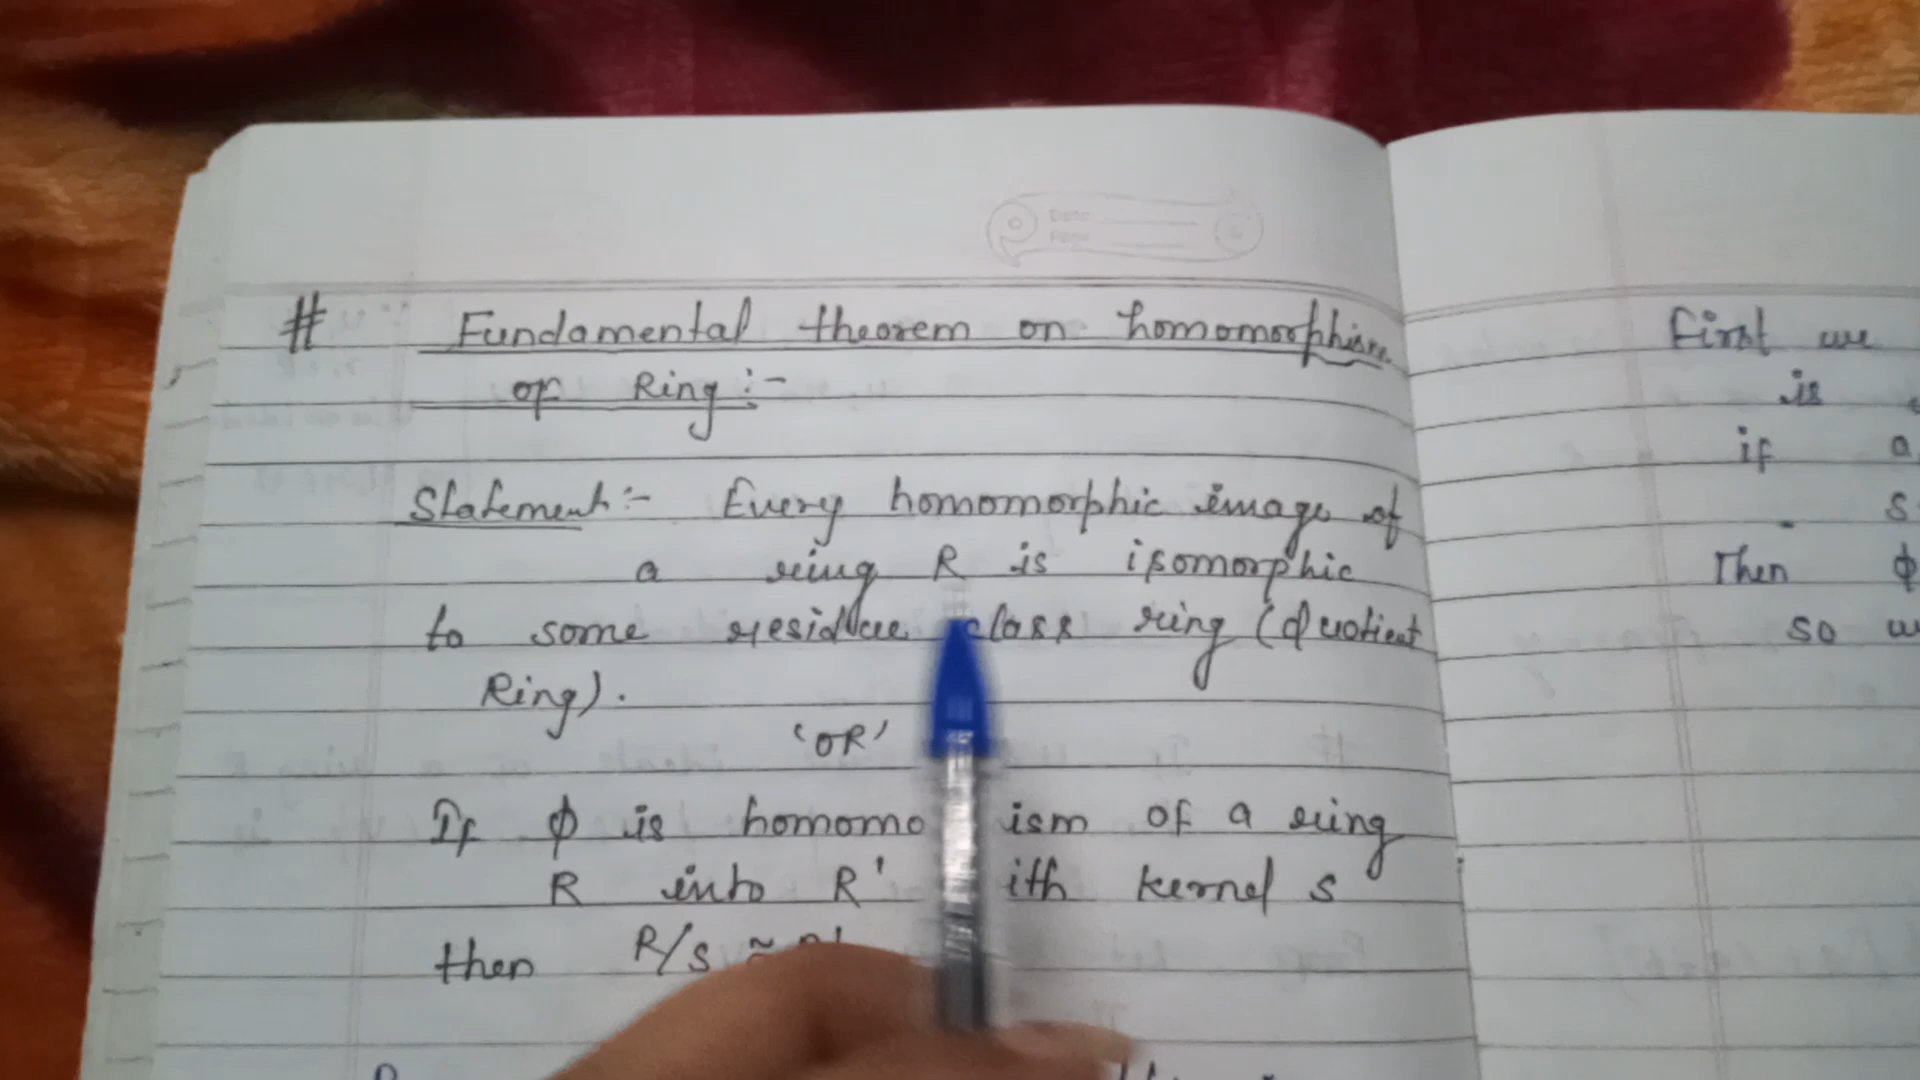 Date
Page
# Fundamental theorem on homomorphism
of Ring :-
Statement :- Every homomorphic image of
a ring R is isomorphic
to some residue class ring (quotient
Ring).
'OR'
If ϕ is homomo ism of a ring
R into R' ith kernel s
then R/s ≈
First we
is
if a,
s
Then ϕ
so w